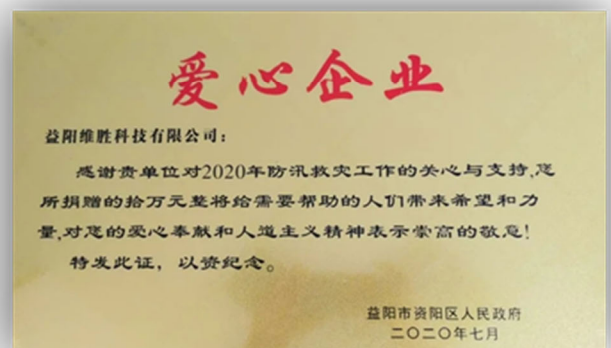 爱心企业
益阳维胜科技有限公司：
感谢贵单位对2020年防汛救灾工作的关心与支持,您
所捐赠的拾万元整将给需要帮助的人们带来希望和力
量,对您的爱心奉献和人道主义精神表示崇高的敬意!
特发此证，以资纪念。
益阳市资阳区人民政府
二〇二〇年七月